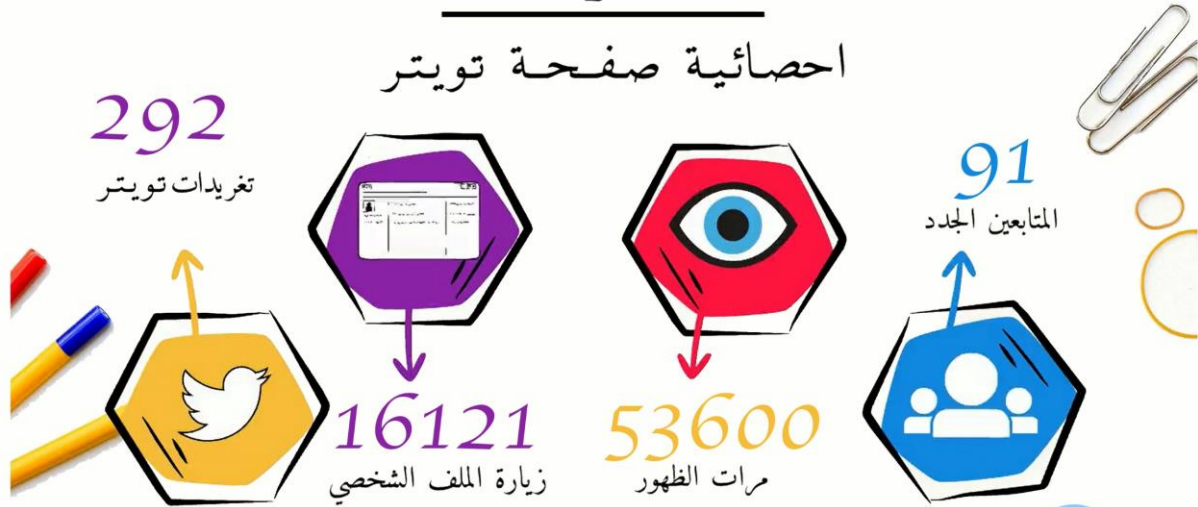 احصائية صفحة تويتر
91
المتابعين الجدد
53600
مرات الظهور
16121
زيارة الملف الشخصي
292
تغريدات تويتر